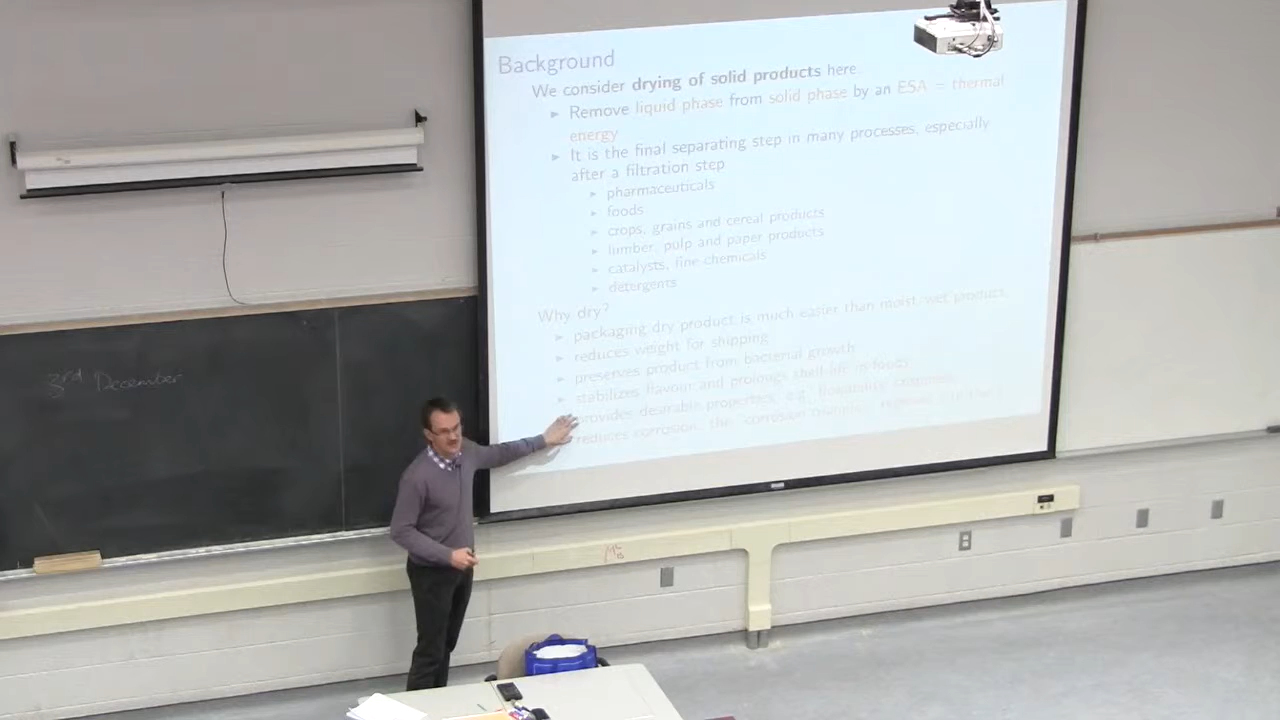 Background
We consider drying of solid products here.
▸ Remove liquid phase from solid phase by an ESA = thermal
energy
▸ It is the final separating step in many processes, especially
after a filtration step
▸ pharmaceuticals
▸ foods
▸ crops, grains and cereal products
▸ lumber, pulp and paper products
▸ catalysts, fine chemicals
▸ detergents
Why dry?
▸ packaging dry product is much easier than moist/wet product
▸ reduces weight for shipping
▸ preserves product from bacterial growth
▸ stabilizes flavour and prolongs shelf-life in foods
provides desirable properties, e.g. flowability,
reduces corrosion: the "corrosion triangle"
3rd December